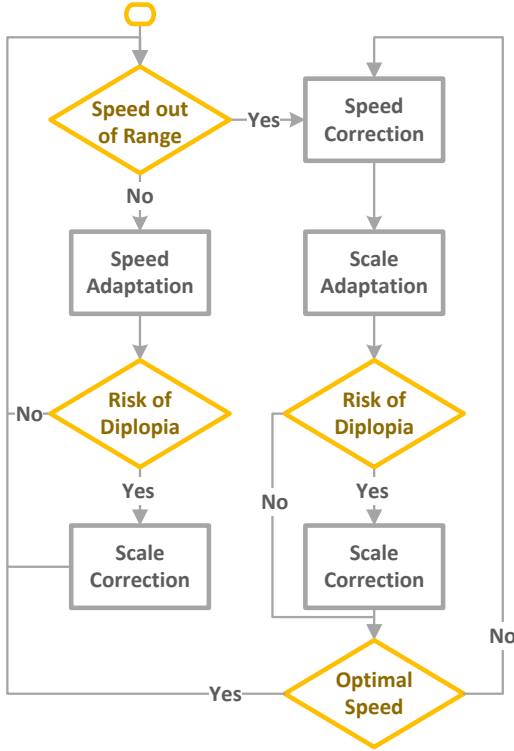 Speed out
of Range
Yes
Speed
Correction
No
Speed
Adaptation
Scale
Adaptation
No
Risk of
Diplopia
Risk of
Diplopia
Yes
No
Yes
Scale
Correction
Scale
Correction
No
Yes
Optimal
Speed